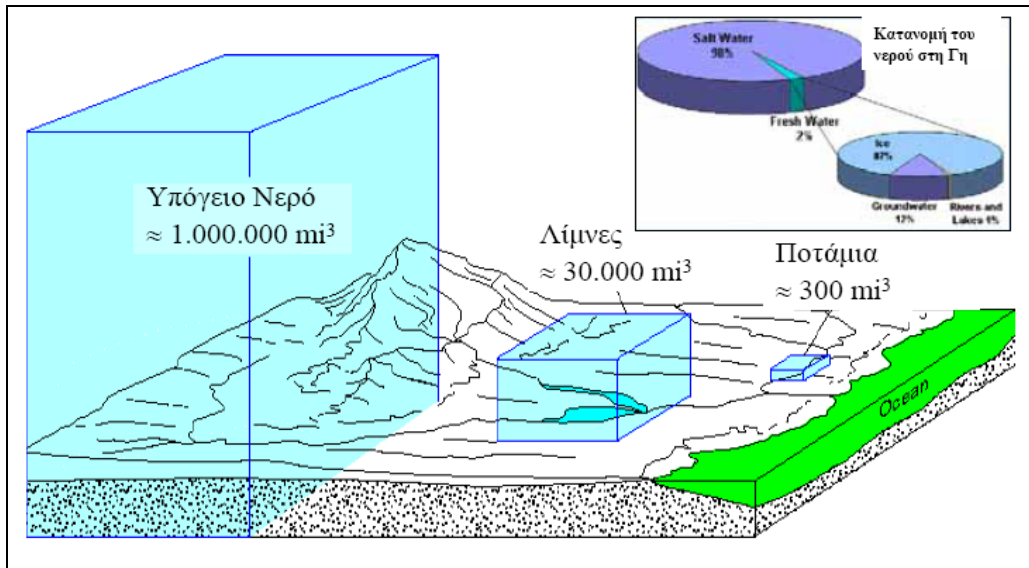 Κατανομή του
νερού στη Γη
Salt Water
98%
Fresh Water
2%
Ice
87%
Groundwater
12%
Rivers and
Lakes 1%
Υπόγειο Νερό
≈ 1.000.000 mi³
Λίμνες
≈ 30.000 mi³
Ποτάμια
≈ 300 mi³
Ocean